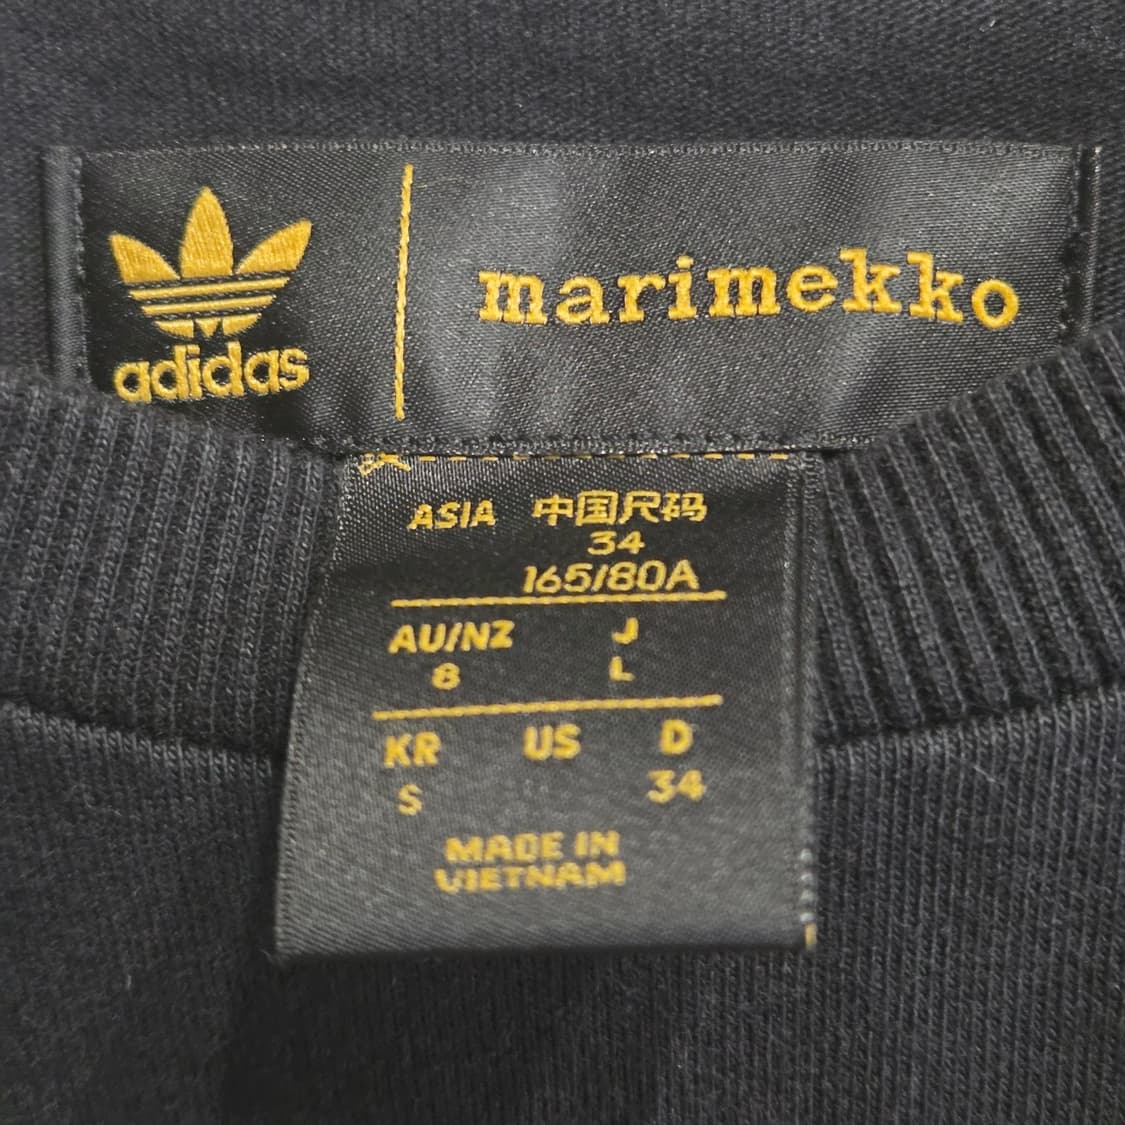 adidas
marimekko
ASIA 中国尺码
34
165/80A
AU/NZ J
8 L
KR US D
S 34
MADE IN
VIETNAM